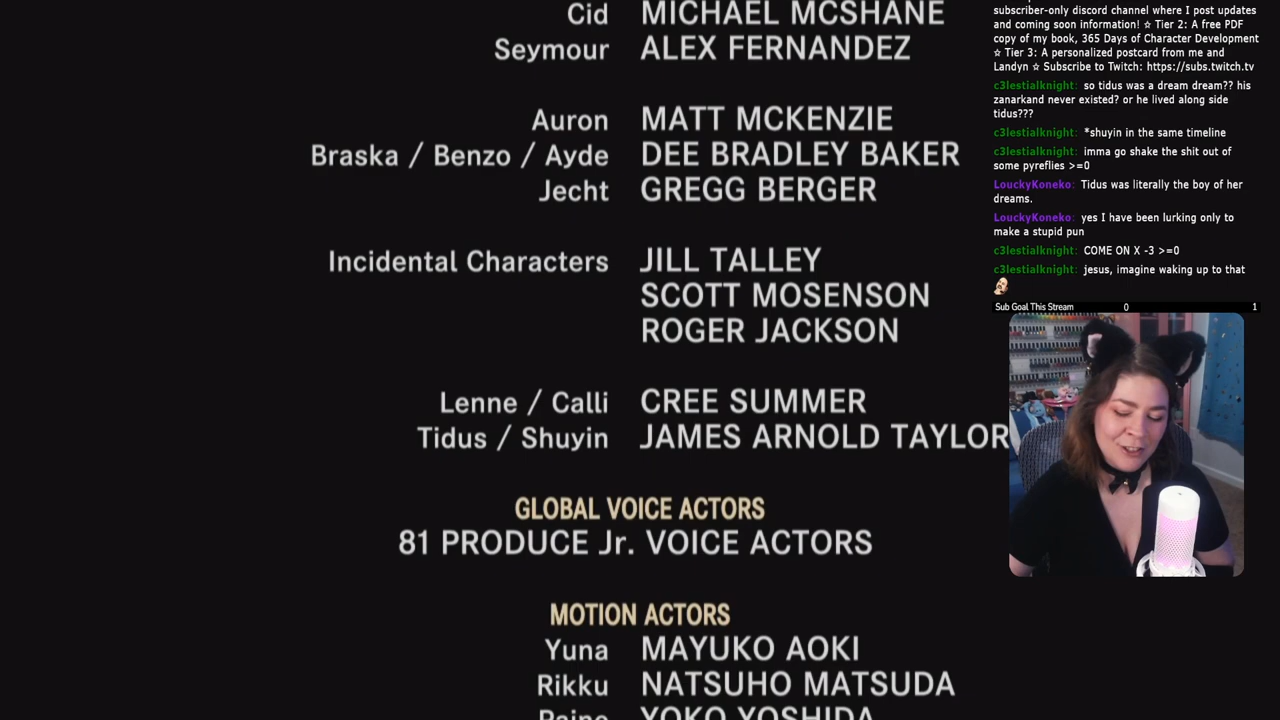 Cid MICHAEL MCSHANE
Seymour ALEX FERNANDEZ
Auron MATT MCKENZIE
Braska / Benzo / Ayde DEE BRADLEY BAKER
Jecht GREGG BERGER
Incidental Characters JILL TALLEY
SCOTT MOSENSON
ROGER JACKSON
Lenne / Calli CREE SUMMER
Tidus / Shuyin JAMES ARNOLD TAYLOR
GLOBAL VOICE ACTORS
81 PRODUCE Jr. VOICE ACTORS
MOTION ACTORS
Yuna MAYUKO AOKI
Rikku NATSUHO MATSUDA
Paine YOKO YOSHIDA
subscriber-only discord channel where I post updates
and coming soon information! ☆ Tier 2: A free PDF
copy of my book, 365 Days of Character Development
☆ Tier 3: A personalized postcard from me and
Landyn ☆ Subscribe to Twitch: https://subs.twitch.tv
c3lestialknight: so tidus was a dream dream?? his
zanarkand never existed? or he lived along side
tidus???
c3lestialknight: *shuyin in the same timeline
c3lestialknight: imma go shake the shit out of
some pyreflies >=0
LouckyKoneko: Tidus was literally the boy of her
dreams.
LouckyKoneko: yes I have been lurking only to
make a stupid pun
c3lestialknight: COME ON X -3 >=0
c3lestialknight: jesus, imagine waking up to that
Sub Goal This Stream 0 1